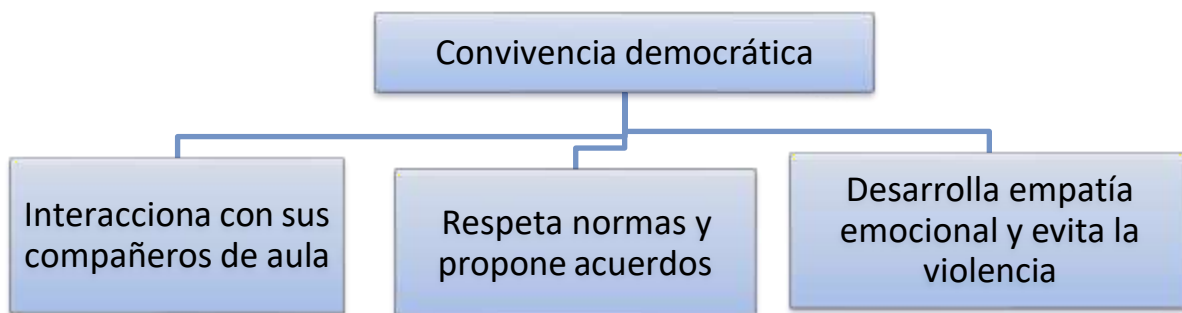 Convivencia democrática
Interacciona con sus
compañeros de aula
Respeta normas y
propone acuerdos
Desarrolla empatía
emocional y evita la
violencia